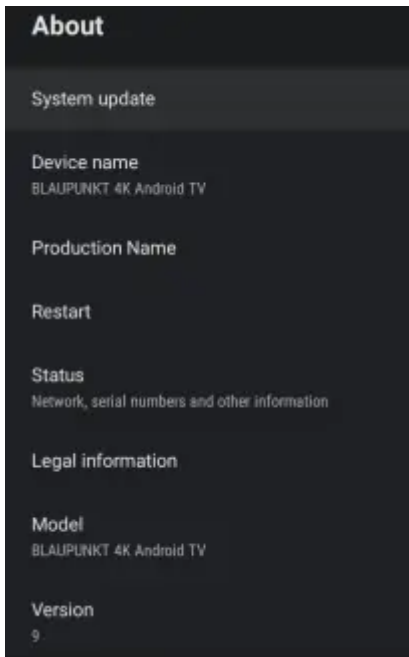 About
System update
Device name
BLAUPUNKT 4K Android TV
Production Name
Restart
Status
Network, serial numbers and other information
Legal information
Model
BLAUPUNKT 4K Android TV
Version
9